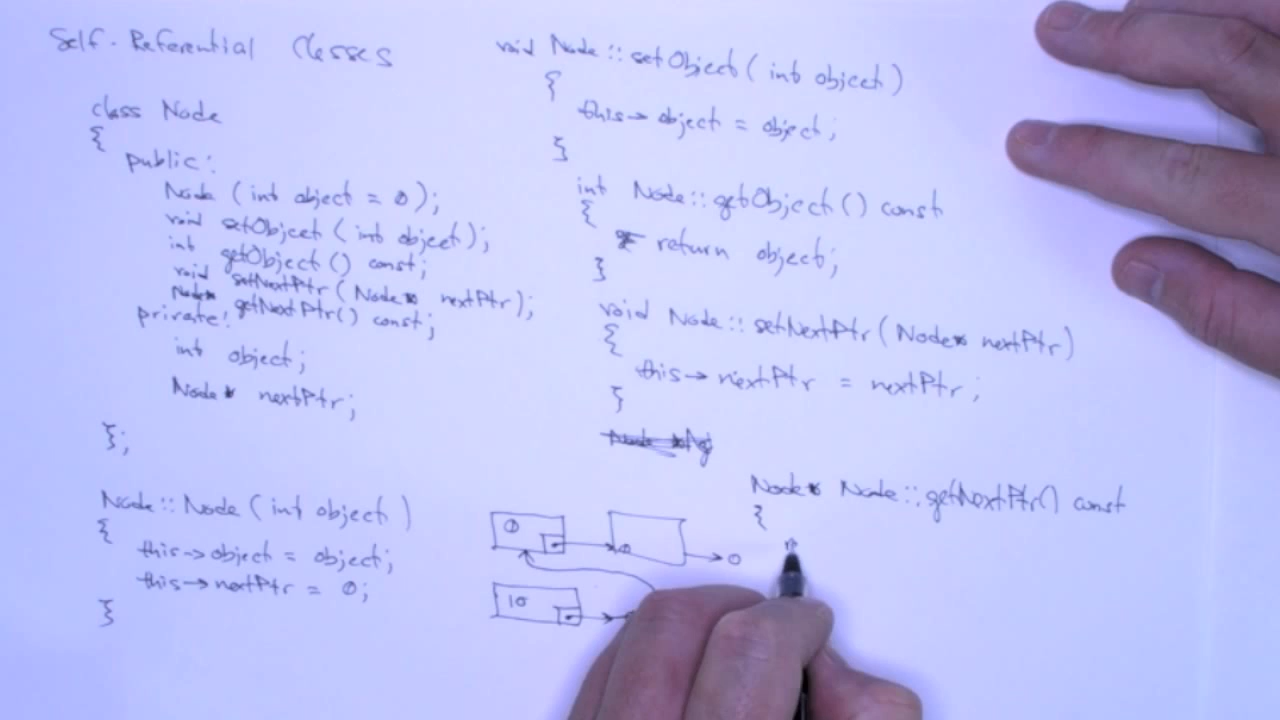 Self-Referential Classes
class Node
{
public:
Node (int object = 0);
void setObject (int object);
int getObject () const;
void setNextPtr (Node* nextPtr);
Node* getNextPtr() const;
private:
int object;
Node* nextPtr;
};
Node::Node (int object)
{
this→object = object;
this→nextPtr = 0;
}
void Node::setObject (int object)
{
this→object = object;
}
int Node::getObject () const
{
return object;
}
void Node::setNextPtr (Node* nextPtr)
{
this→nextPtr = nextPtr;
}
Node* Node::getNextPtr() const
{
0
0
10